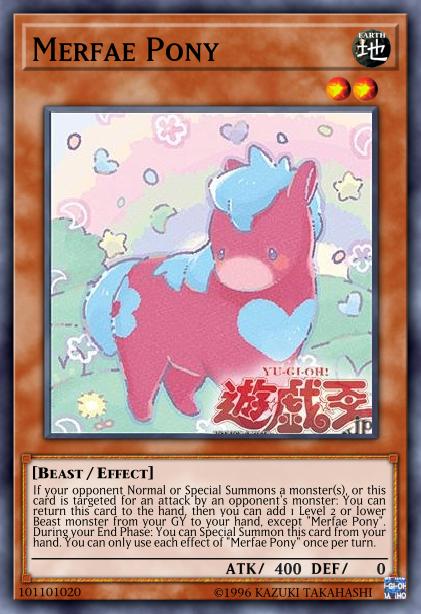 Merfae Pony
EARTH
地
YU-GI-OH!
遊戯王
.jp
[Beast / Effect]
If your opponent Normal or Special Summons a monster(s), or this
card is targeted for an attack by an opponent's monster: You can
return this card to the hand, then you can add 1 Level 2 or lower
Beast monster from your GY to your hand, except "Merfae Pony".
During your End Phase: You can Special Summon this card from your
hand. You can only use each effect of "Merfae Pony" once per turn.
ATK/ 400 DEF/ 0
101101020
©1996 KAZUKI TAKAHASHI